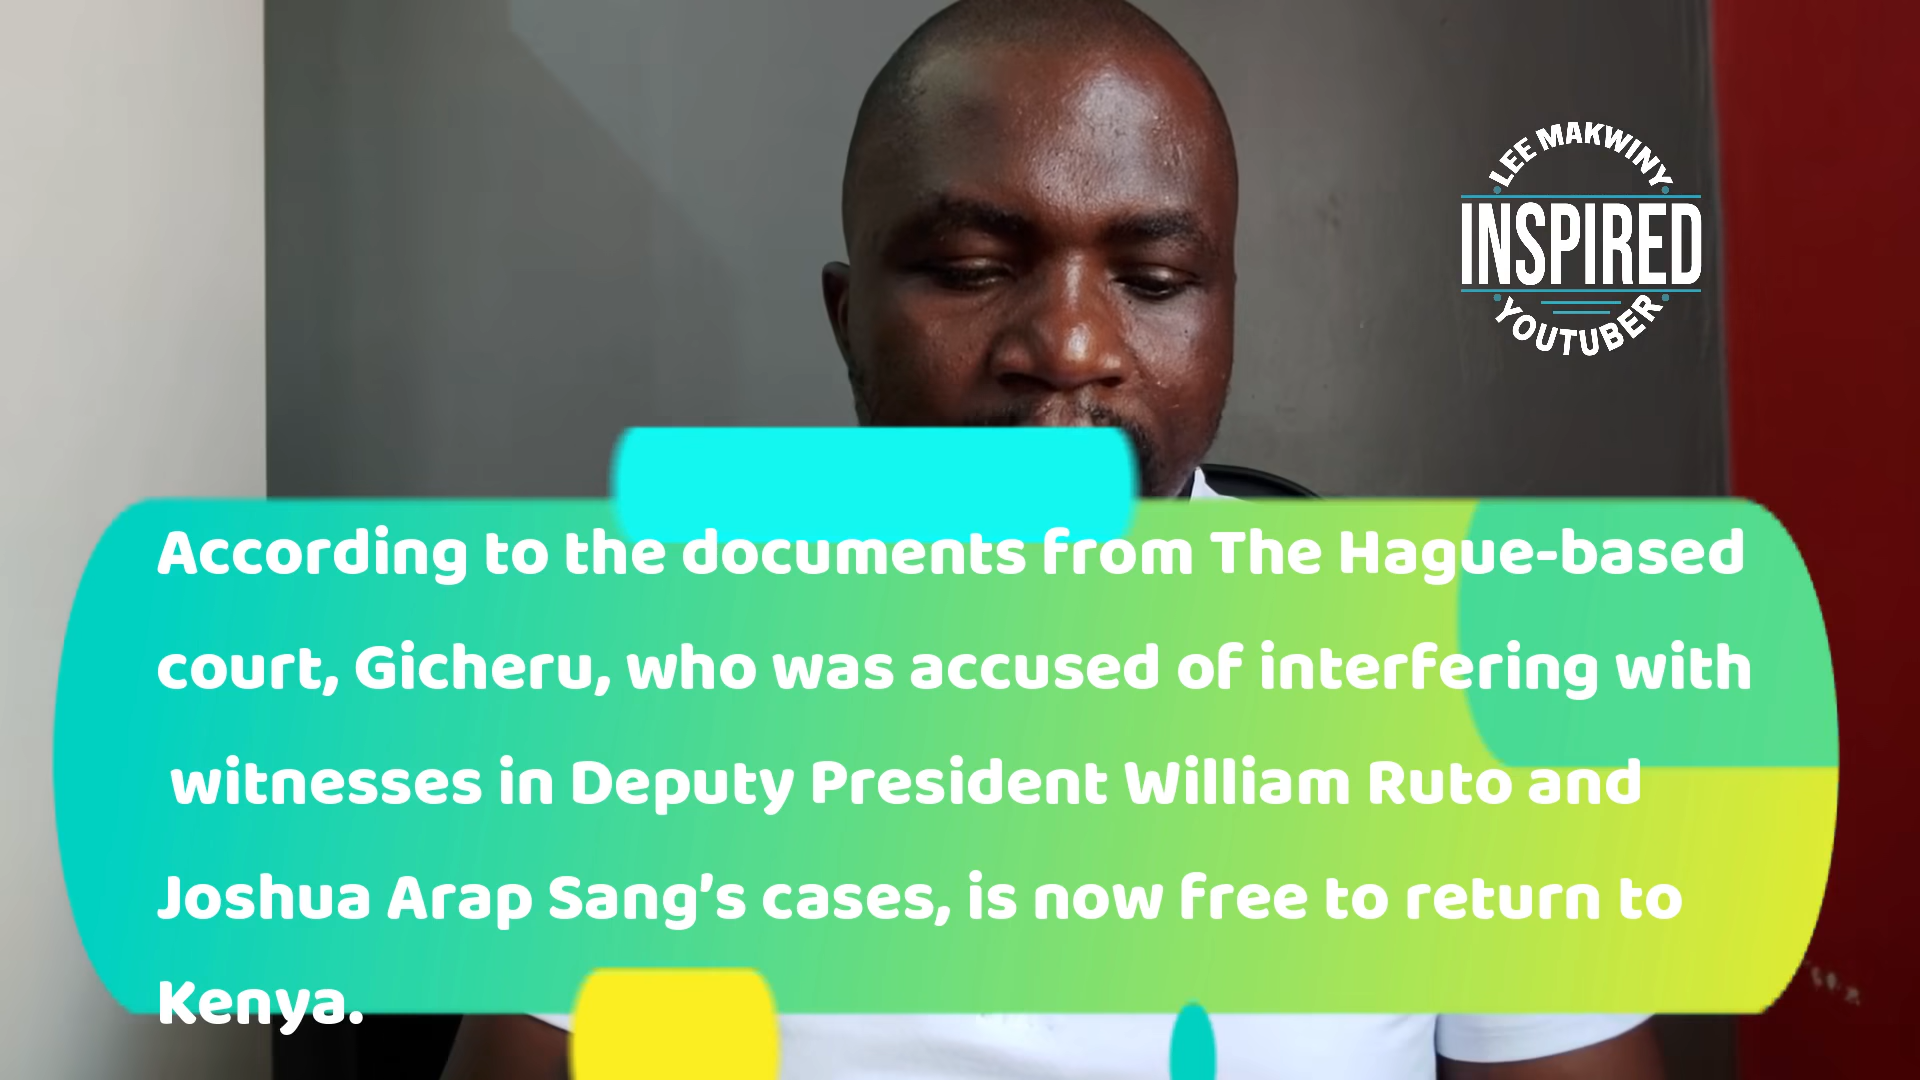 LEE MAKWINY
INSPIRED
YOUTUBER
According to the documents from The Hague-based
court, Gicheru, who was accused of interfering with
witnesses in Deputy President William Ruto and
Joshua Arap Sang's cases, is now free to return to
Kenya.